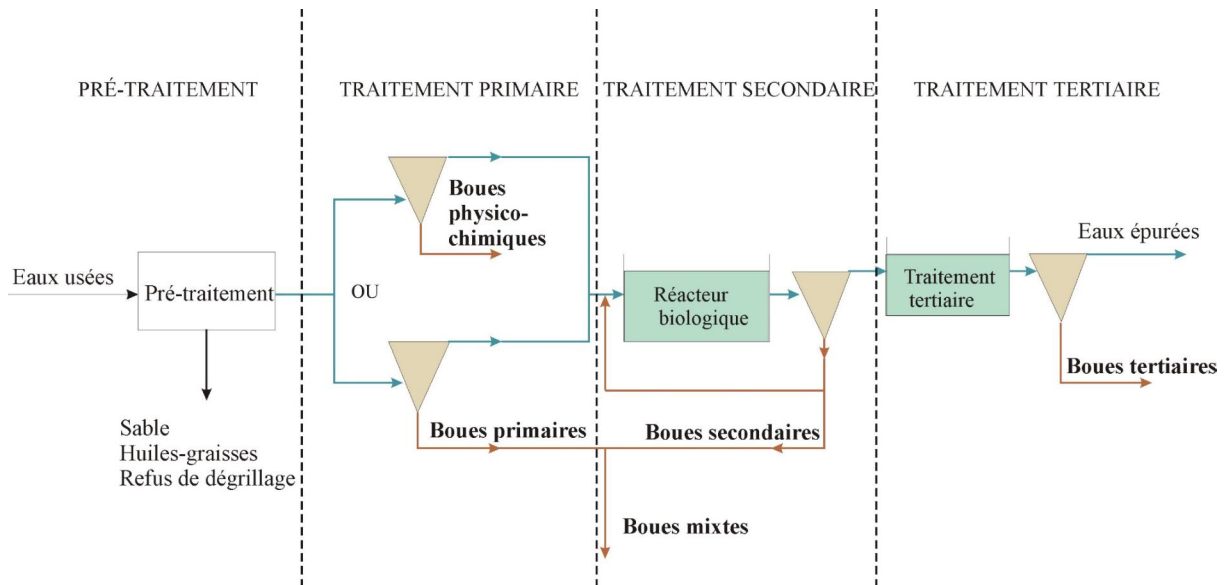 PRÉ-TRAITEMENT
TRAITEMENT PRIMAIRE
TRAITEMENT SECONDAIRE
TRAITEMENT TERTIAIRE
Eaux usées
Pré-traitement
Sable
Huiles-graisses
Refus de dégrillage
OU
Boues
physico-
chimiques
Boues primaires
Réacteur
biologique
Boues secondaires
Boues mixtes
Traitement
tertiaire
Eaux épurées
Boues tertiaires